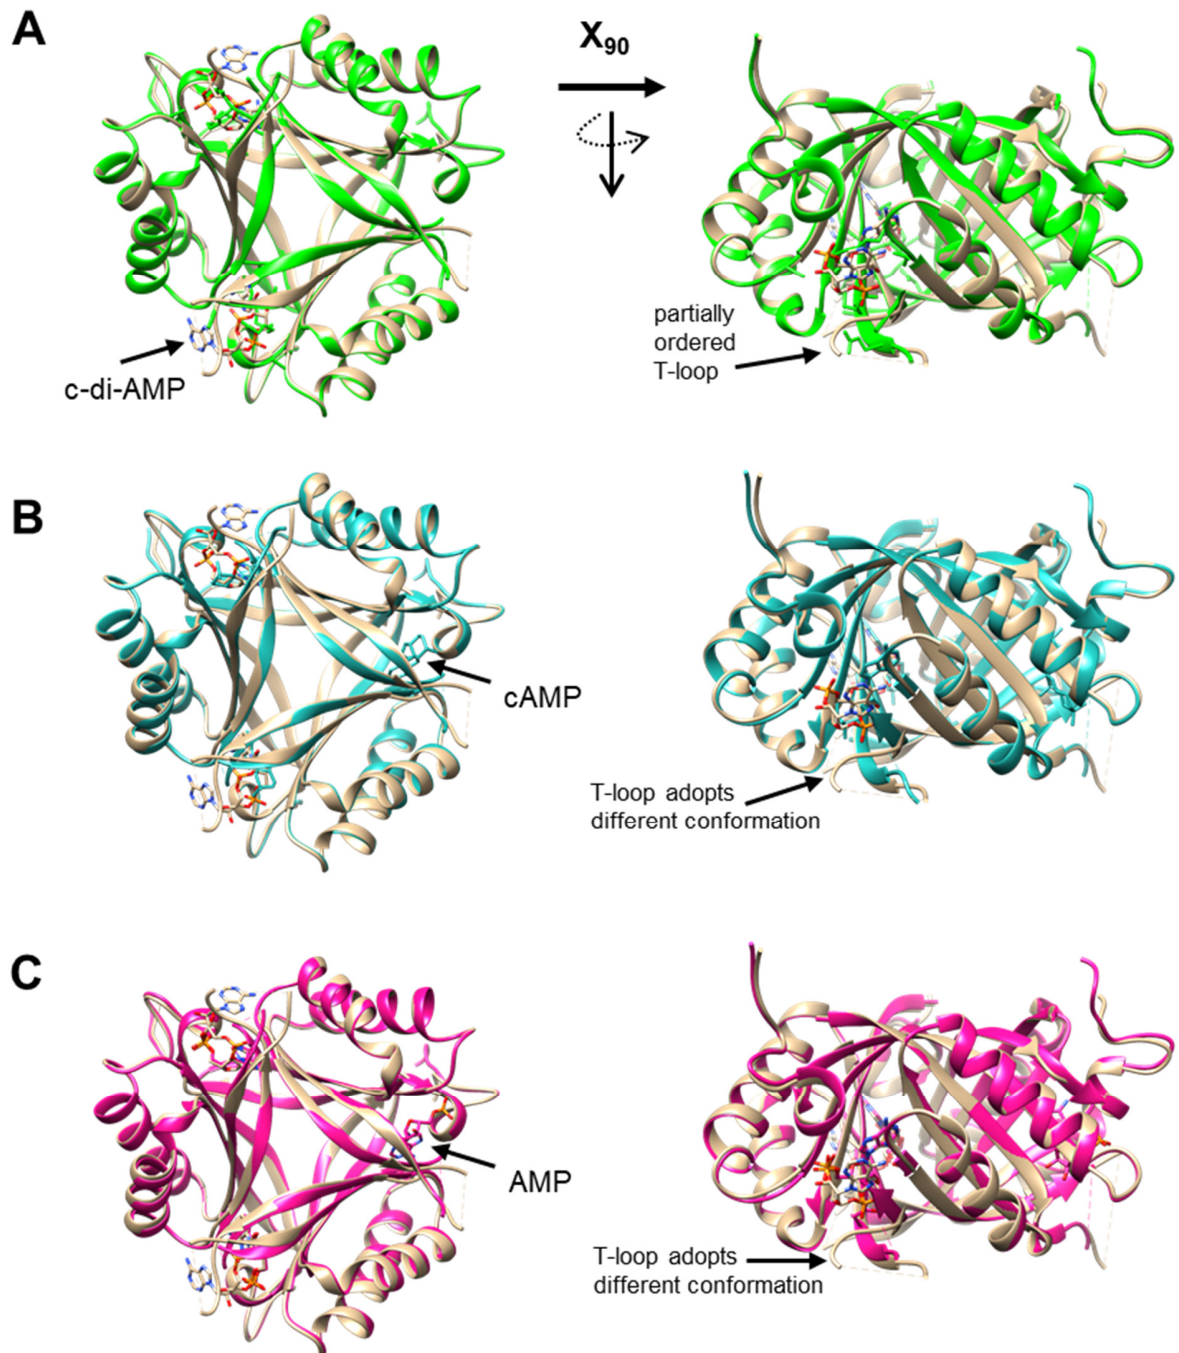 A
X90
c-di-AMP
partially
ordered
T-loop
B
cAMP
T-loop adopts
different conformation
C
AMP
T-loop adopts
different conformation